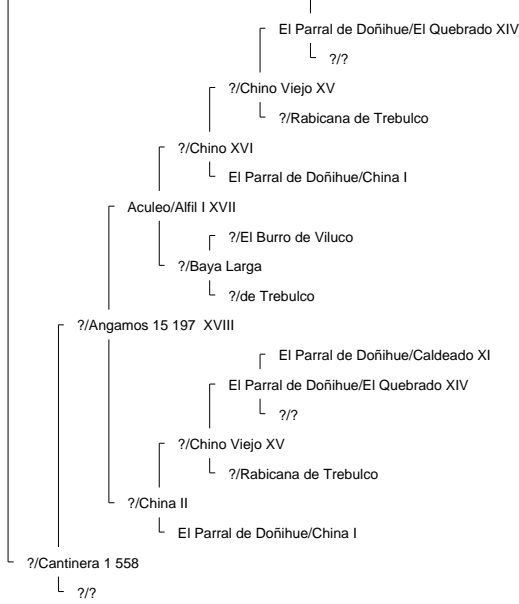 El Parral de Doñihue/El Quebrado XIV
?/?
?/Chino Viejo XV
?/Rabicana de Trebulco
?/Chino XVI
El Parral de Doñihue/China I
Aculeo/Alfil I XVII
?/El Burro de Viluco
?/Baya Larga
?/de Trebulco
?/Angamos 15 197 XVIII
El Parral de Doñihue/Caldeado XI
El Parral de Doñihue/El Quebrado XIV
?/?
?/Chino Viejo XV
?/Rabicana de Trebulco
?/China II
El Parral de Doñihue/China I
?/Cantinera 1 558
?/?